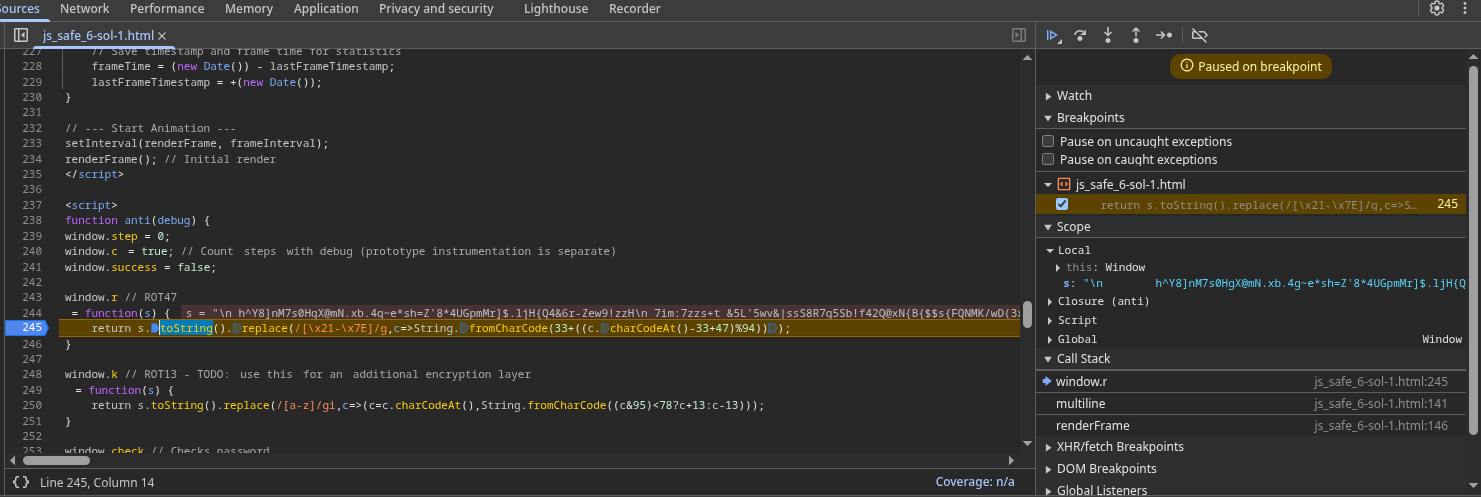 Sources Network Performance Memory Application Privacy and security Lighthouse Recorder
js_safe_6-sol-1.html ×
Paused on breakpoint
Watch
Breakpoints
Pause on uncaught exceptions
Pause on caught exceptions
js_safe_6-sol-1.html
return s.toString().replace(/[\x21-\x7E]/g,c=>S… 245
Scope
Local
this: Window
s: "\n h^Y8]nM7s0HgX@mN.xb.4g~e*sh=Z'8*4UGpmMr]$.ljH{Q
Closure (anti)
Script
Global Window
Call Stack
window.r js_safe_6-sol-1.html:245
multiline js_safe_6-sol-1.html:141
renderFrame js_safe_6-sol-1.html:146
XHR/fetch Breakpoints
DOM Breakpoints
Global Listeners
227 // Save timestamp and frame time for statistics
228 frameTime = (new Date()) - lastFrameTimestamp;
229 lastFrameTimestamp = +(new Date());
230 }
231
232 // --- Start Animation ---
233 setInterval(renderFrame, frameInterval);
234 renderFrame(); // Initial render
235 </script>
236
237 <script>
238 function anti(debug) {
239 window.step = 0;
240 window.c = true; // Count steps with debug (prototype instrumentation is separate)
241 window.success = false;
242
243 window.r // ROT47
244 = function(s) { s = "\n h^Y8]nM7s0HgX@mN.xb.4g~e*sh=Z'8*4UGpmMr]$.ljH{Q4&6r-Zew9!zzH\n 7im:7zzs+t &5L'5wv&|ssS8R7q5Sb!f42Q@xN{B{$$s{FQNMK/wD(3x
245 return s.toString().replace(/[\x21-\x7E]/g,c=>String.fromCharCode(33+((c.charCodeAt()-33+47)%94)));
246 }
247
248 window.k // ROT13 - TODO: use this for an additional encryption layer
249 = function(s) {
250 return s.toString().replace(/[a-z]/gi,c=>(c=c.charCodeAt(),String.fromCharCode((c&95)<78?c+13:c-13)));
251 }
252
253 window.check // Checks password
{} Line 245, Column 14 Coverage: n/a